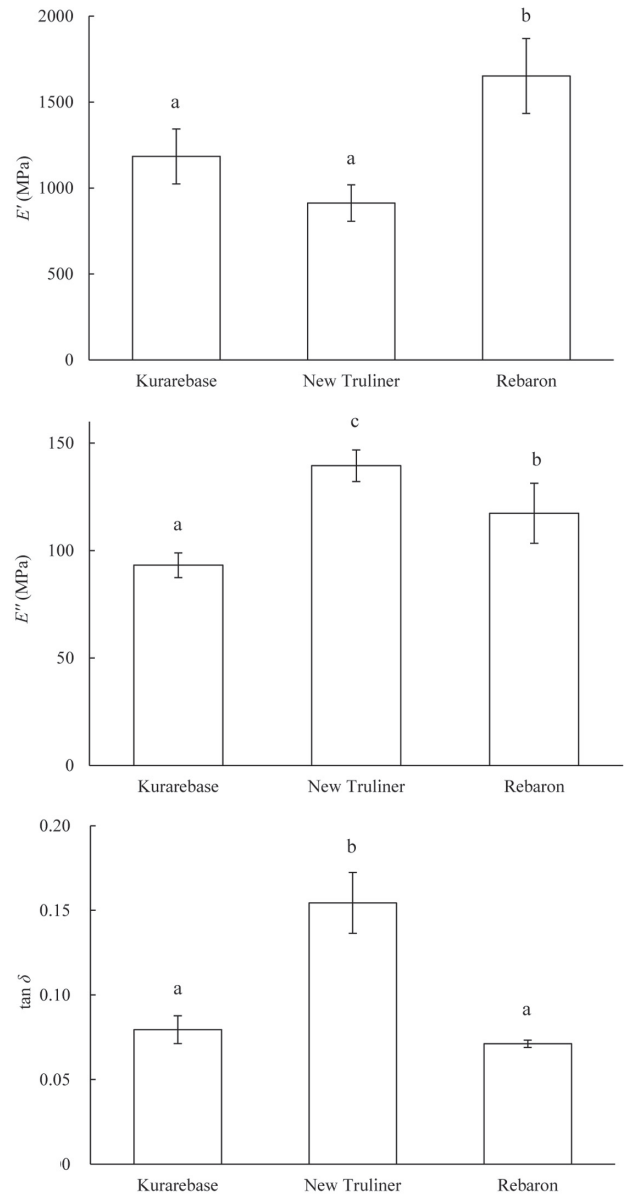 2000
1500
1000
500
0
E′ (MPa)
a
a
b
Kurarebase New Truliner Rebaron
150
100
50
0
E″ (MPa)
a
c
b
Kurarebase New Truliner Rebaron
0.20
0.15
0.10
0.05
0
tan δ
a
b
a
Kurarebase New Truliner Rebaron